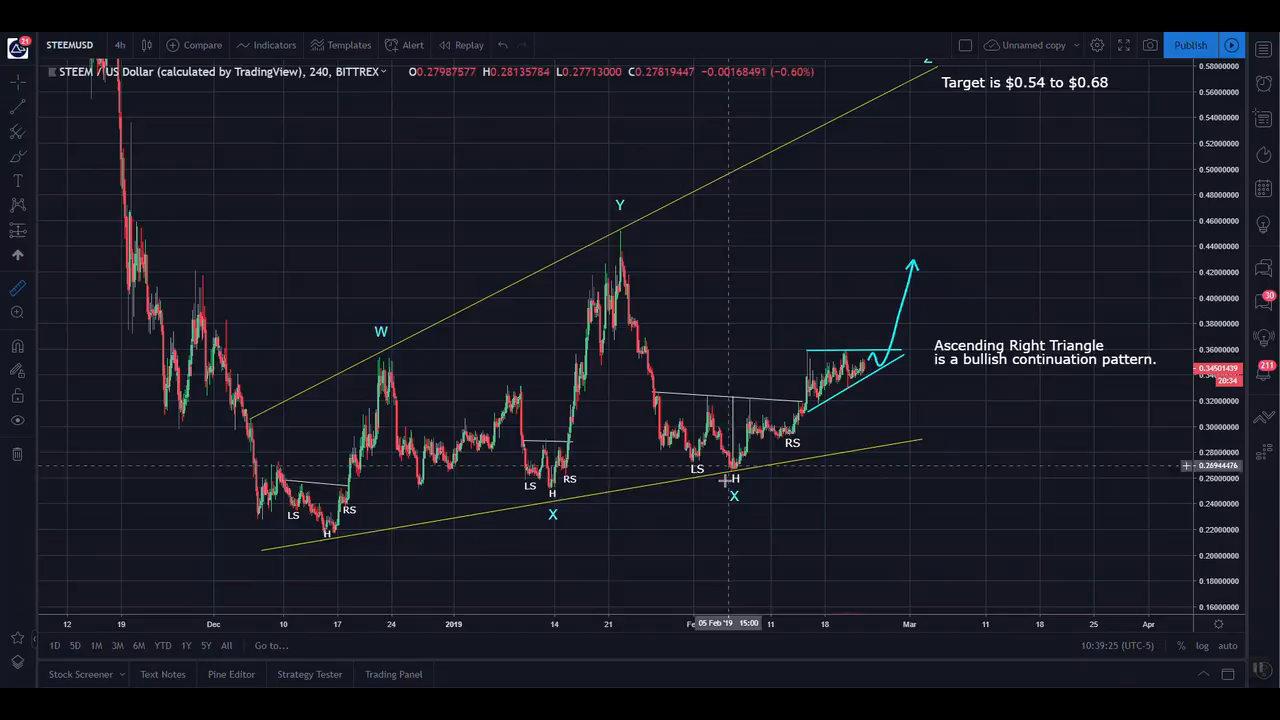 21
STEEMUSD 4h Compare Indicators Templates Alert Replay Unnamed copy Publish
STEEM / US Dollar (calculated by TradingView), 240, BITTREX O0.27987577 H0.28135784 L0.27713000 C0.27819447 −0.00168491 (−0.60%)
Z
Target is $0.54 to $0.68
0.58000000
0.56000000
0.54000000
0.52000000
0.50000000
0.48000000
Y
0.46000000
0.44000000
0.42000000
0.40000000
30
W
0.38000000
Ascending Right Triangle
is a bullish continuation pattern.
0.36000000
0.34501439
211
20:34
0.32000000
0.30000000
RS
0.28000000
LS
0.26944476
H
0.26000000
RS
LS
H
X
0.24000000
RS
LS
X
H
0.22000000
0.20000000
0.18000000
0.16000000
12 19 Dec 10 17 24 2019 14 21 05 Feb '19 15:00 11 18 Mar 11 18 25 Apr
1D 5D 1M 3M 6M YTD 1Y 5Y All Go to... 10:39:25 (UTC-5) % log auto
Stock Screener Text Notes Pine Editor Strategy Tester Trading Panel